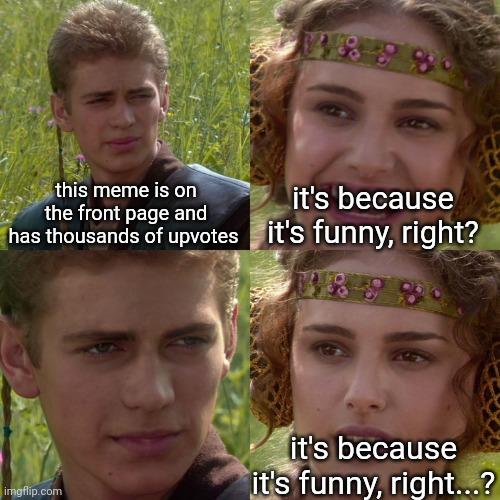 this meme is on
the front page and
has thousands of upvotes
it's because
it's funny, right?
it's because
it's funny, right...?
imgflip.com